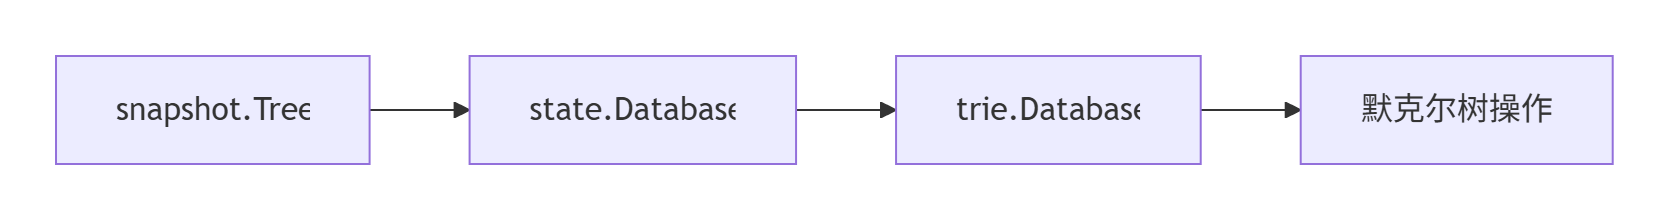 snapshot.Tree
state.Database
trie.Database
默克尔树操作